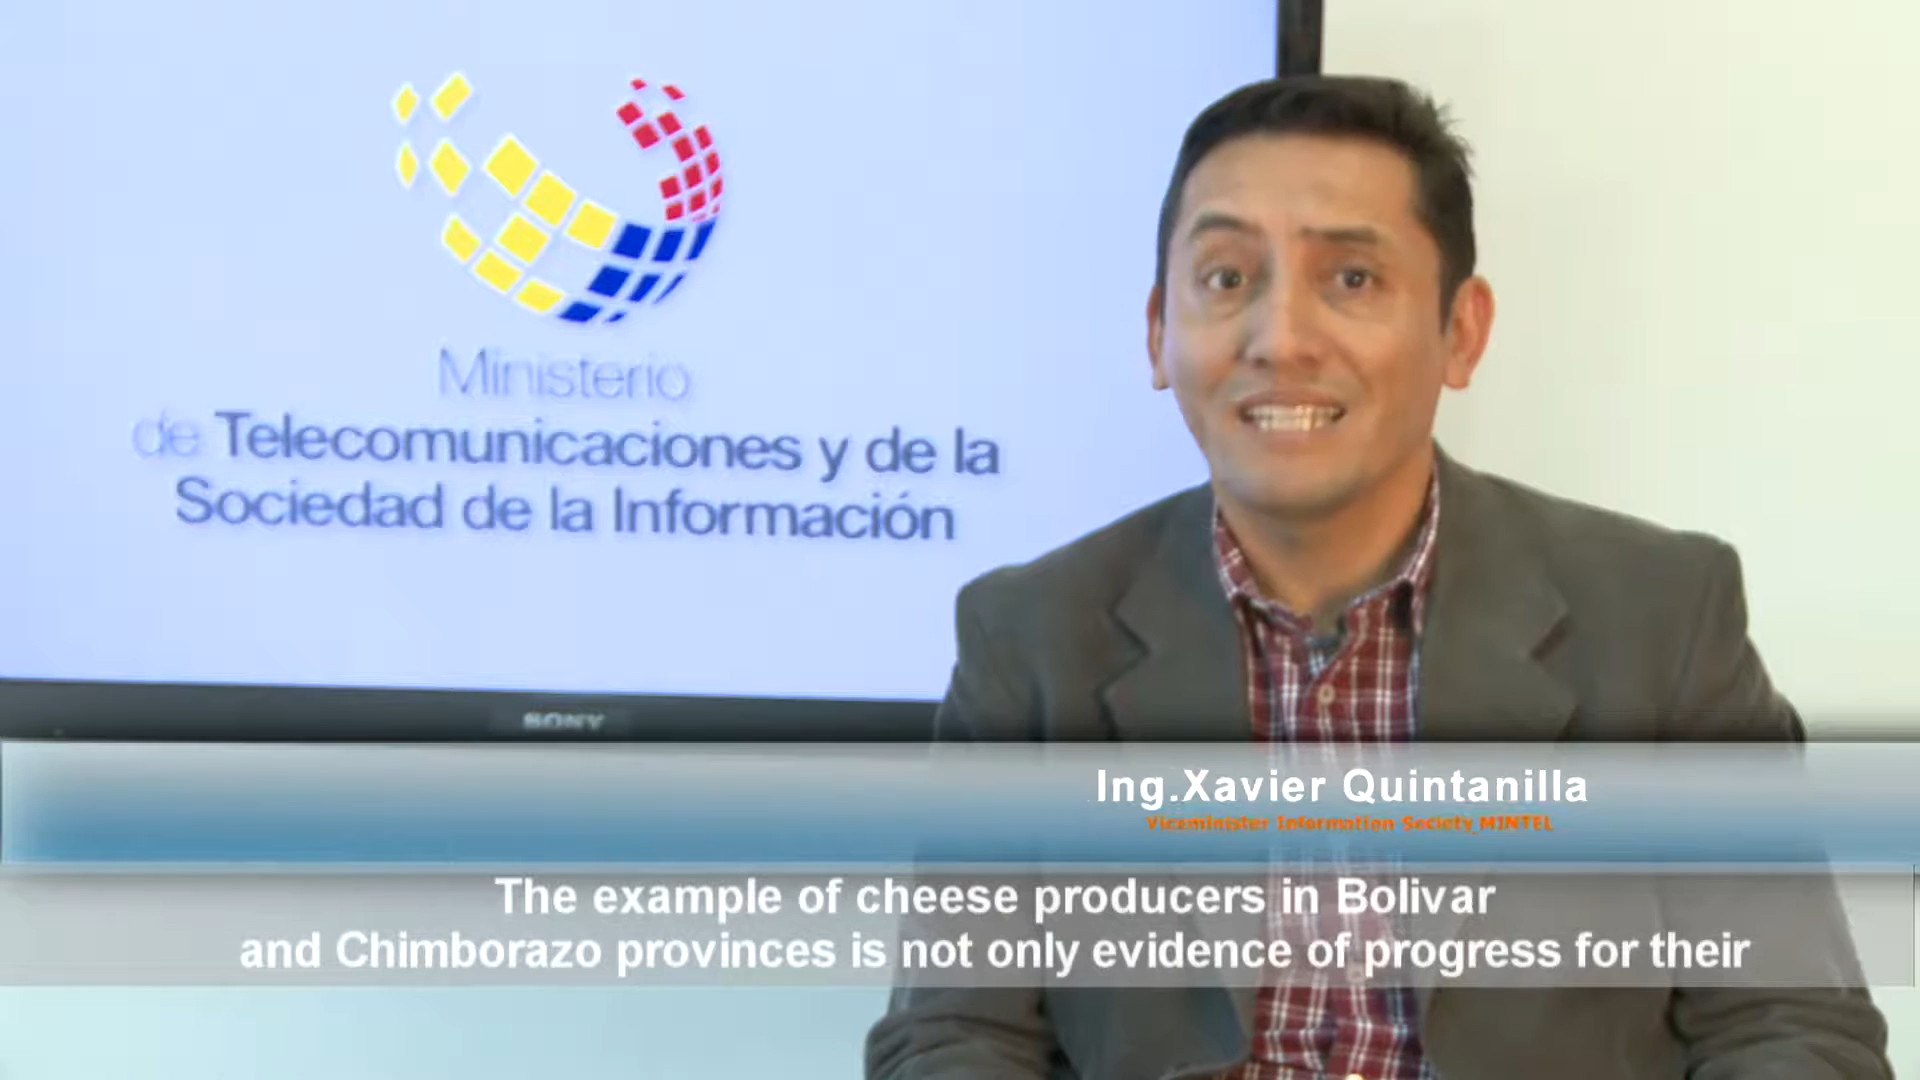 Ministerio
de Telecomunicaciones y de la
Sociedad de la Información
SONY
Ing.Xavier Quintanilla
Viceminister Information Society MINTEL
The example of cheese producers in Bolivar
and Chimborazo provinces is not only evidence of progress for their